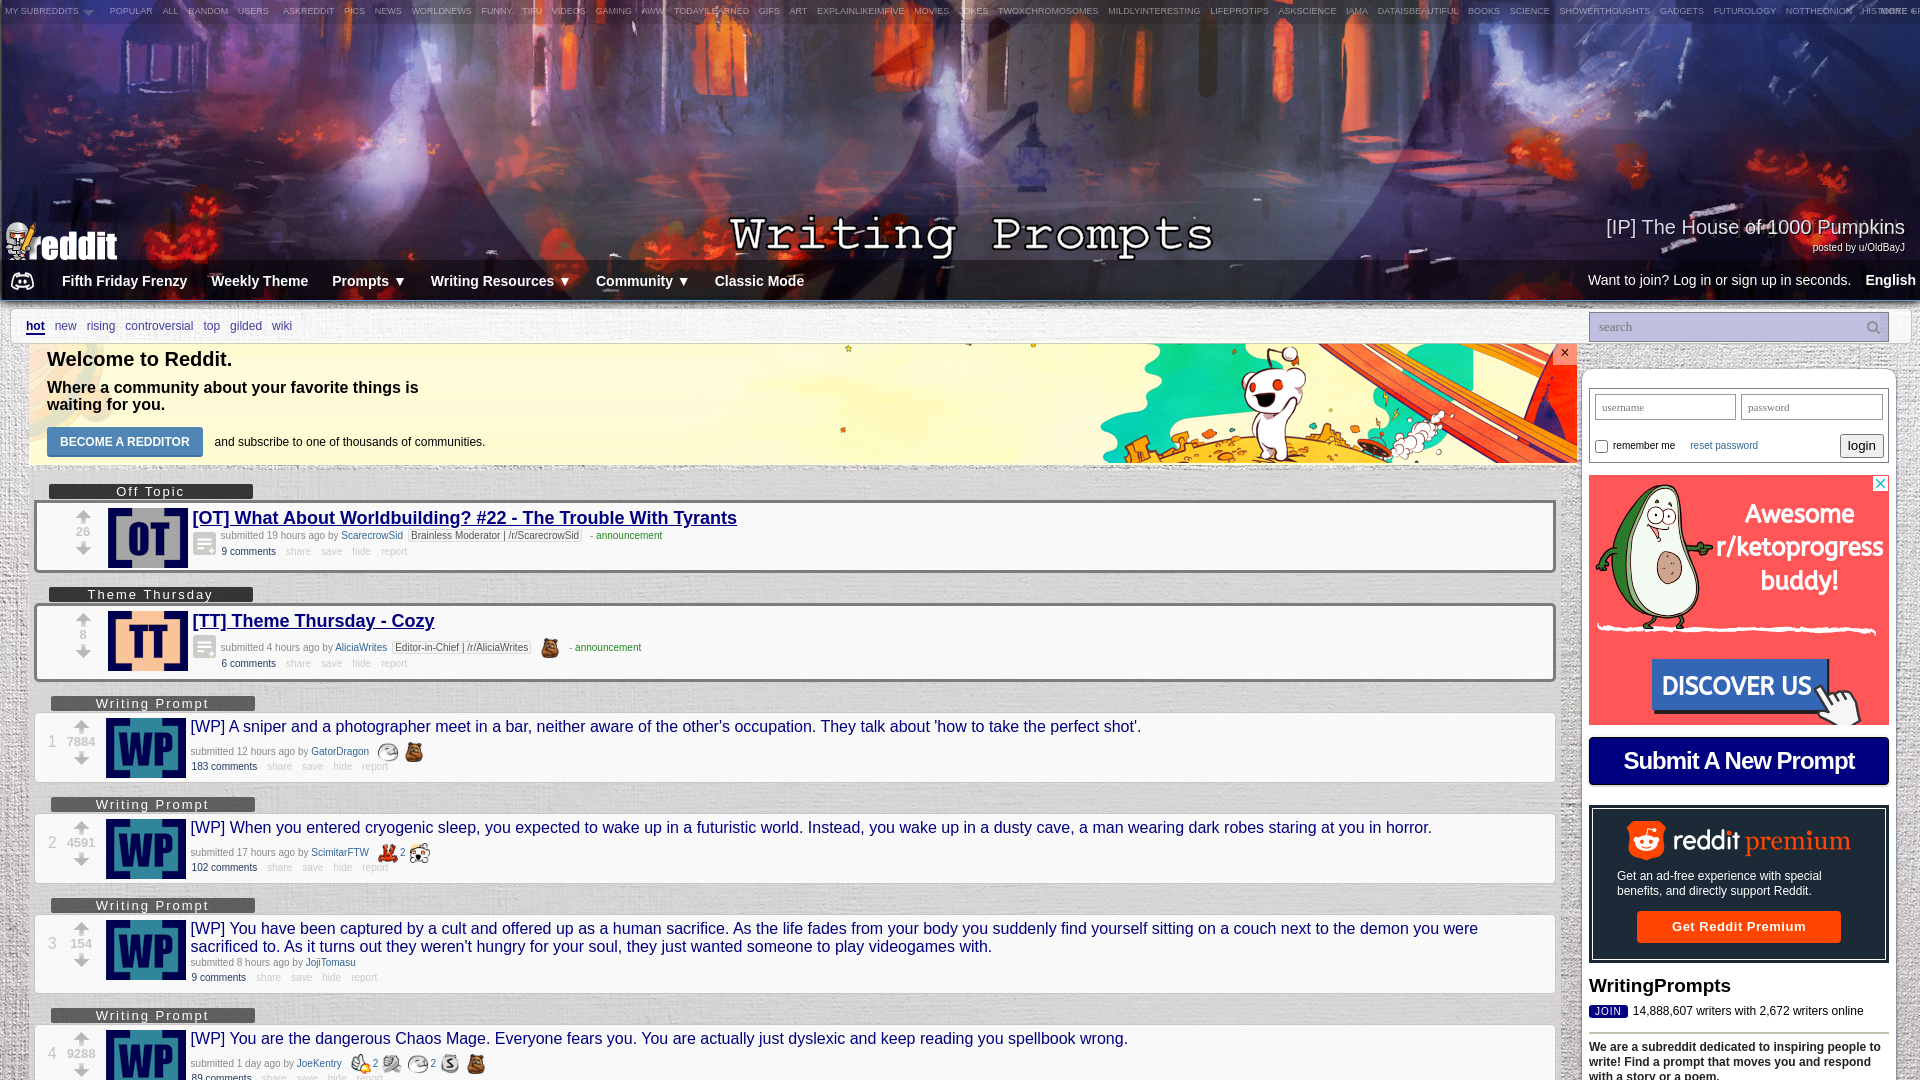 MY SUBREDDITS POPULAR ALL RANDOM USERS ASKREDDIT PICS NEWS WORLDNEWS FUNNY TIFU VIDEOS GAMING AWW TODAYILEARNED GIFS ART EXPLAINLIKEIMFIVE MOVIES JOKES TWOXCHROMOSOMES MILDLYINTERESTING LIFEPROTIPS ASKSCIENCE IAMA DATAISBEAUTIFUL BOOKS SCIENCE SHOWERTHOUGHTS GADGETS FUTUROLOGY NOTTHEONION MORE
reddit
Writing Prompts
[IP] The House of 1000 Pumpkins
posted by u/OldBayJ
Fifth Friday Frenzy Weekly Theme Prompts ▼ Writing Resources ▼ Community ▼ Classic Mode
Want to join? Log in or sign up in seconds. English
hot new rising controversial top gilded wiki
search
Welcome to Reddit.
Where a community about your favorite things is
waiting for you.
BECOME A REDDITOR and subscribe to one of thousands of communities.
×
username password
remember me reset password login
Off Topic
26
OT
[OT] What About Worldbuilding? #22 - The Trouble With Tyrants
submitted 19 hours ago by ScarecrowSid Brainless Moderator | /r/ScarecrowSid - announcement
9 comments share save hide report
Theme Thursday
8
TT
[TT] Theme Thursday - Cozy
submitted 4 hours ago by AliciaWrites Editor-in-Chief | /r/AliciaWrites - announcement
6 comments share save hide report
Writing Prompt
1
7884
WP
[WP] A sniper and a photographer meet in a bar, neither aware of the other's occupation. They talk about 'how to take the perfect shot'.
submitted 12 hours ago by GatorDragon
183 comments share save hide report
Writing Prompt
2
4591
WP
[WP] When you entered cryogenic sleep, you expected to wake up in a futuristic world. Instead, you wake up in a dusty cave, a man wearing dark robes staring at you in horror.
submitted 17 hours ago by ScimitarFTW 2
102 comments share save hide report
Writing Prompt
3
154
WP
[WP] You have been captured by a cult and offered up as a human sacrifice. As the life fades from your body you suddenly find yourself sitting on a couch next to the demon you were
sacrificed to. As it turns out they weren't hungry for your soul, they just wanted someone to play videogames with.
submitted 8 hours ago by JojiTomasu
9 comments share save hide report
Writing Prompt
4
9288
WP
[WP] You are the dangerous Chaos Mage. Everyone fears you. You are actually just dyslexic and keep reading you spellbook wrong.
submitted 1 day ago by JoeKentry 2 2 S
89 comments share save hide report
Awesome
r/ketoprogress
buddy!
DISCOVER US
Submit A New Prompt
reddit premium
Get an ad-free experience with special
benefits, and directly support Reddit.
Get Reddit Premium
WritingPrompts
JOIN 14,888,607 writers with 2,672 writers online
We are a subreddit dedicated to inspiring people to
write! Find a prompt that moves you and respond
with a story or a poem.